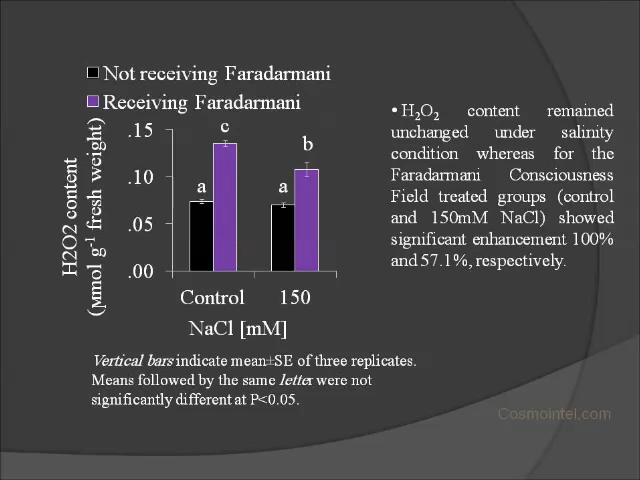 Not receiving Faradarmani
Receiving Faradarmani
H2O2 content
(μmol g-1 fresh weight)
.15
.10
.05
.00
a
c
a
b
Control 150
NaCl [mM]
• H₂O₂ content remained
unchanged under salinity
condition whereas for the
Faradarmani Consciousness
Field treated groups (control
and 150mM NaCl) showed
significant enhancement 100%
and 57.1%, respectively.
Vertical bars indicate mean±SE of three replicates.
Means followed by the same letter were not
significantly different at P<0.05.
Cosmointel.com